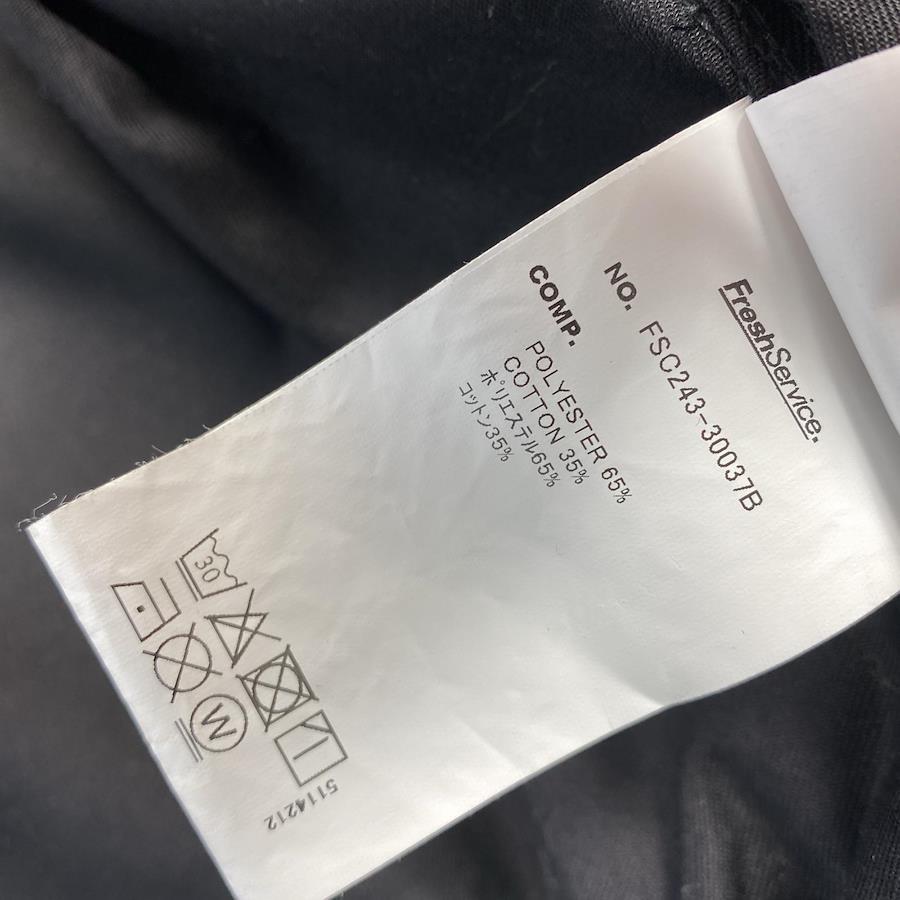 FreshService.
NO. FSC243-30037B
COMP.
POLYESTER 65%
COTTON 35%
ポリエステル65%
コットン35%
30
W
5114212